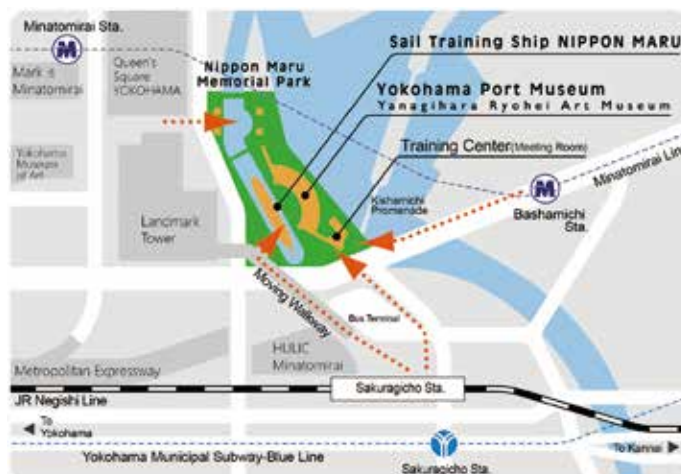 Minatomirai Sta.
M
Mark is
Minatomirai
Queen's
Square
YOKOHAMA
Nippon Maru
Memorial Park
Sail Training Ship NIPPON MARU
Yokohama Port Museum
Yanagihara Ryohei Art Museum
Training Center(Meeting Room)
Yokohama
Museum
of Art
Landmark
Tower
Kishamichi
Promenade
M
Bashamichi
Sta.
Minatomirai Line
Moving Walkway
Bus Terminal
HULIC
Minatomirai
Metropolitan Expressway
Sakuragicho Sta.
JR Negishi Line
To
Yokohama
To Kannai
Yokohama Municipal Subway-Blue Line
Sakuragicho Sta.